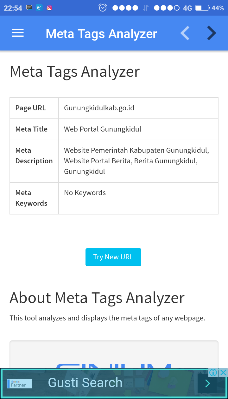 22:54 4G 44%
Meta Tags Analyzer
Meta Tags Analyzer
Page URL Gunungkidulkab.go.id
Meta Title Web Portal Gunungkidul
Meta Description Website Pemerintah Kabupaten Gunungkidul,
Website Portal Berita, Berita Gunungkidul,
Gunungkidul
Meta Keywords No Keywords
Try New URL
About Meta Tags Analyzer
This tool analyzes and displays the meta tags of any webpage.
Gusti Search